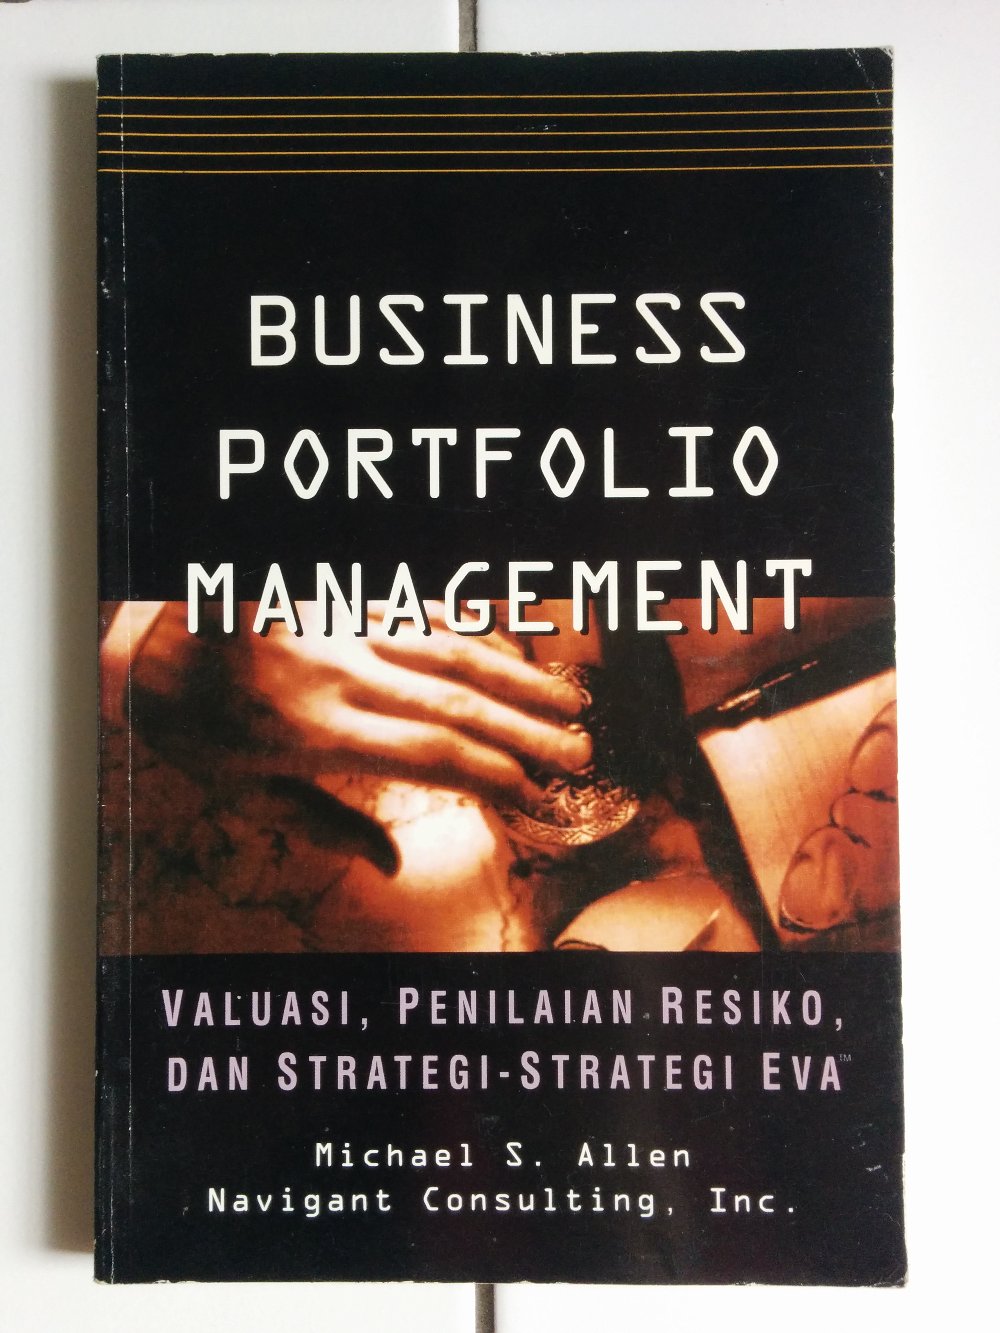 BUSINESS
PORTFOLIO
MANAGEMENT
VALUASI, PENILAIAN RESIKO,
DAN STRATEGI-STRATEGI EVA™
Michael S. Allen
Navigant Consulting, Inc.